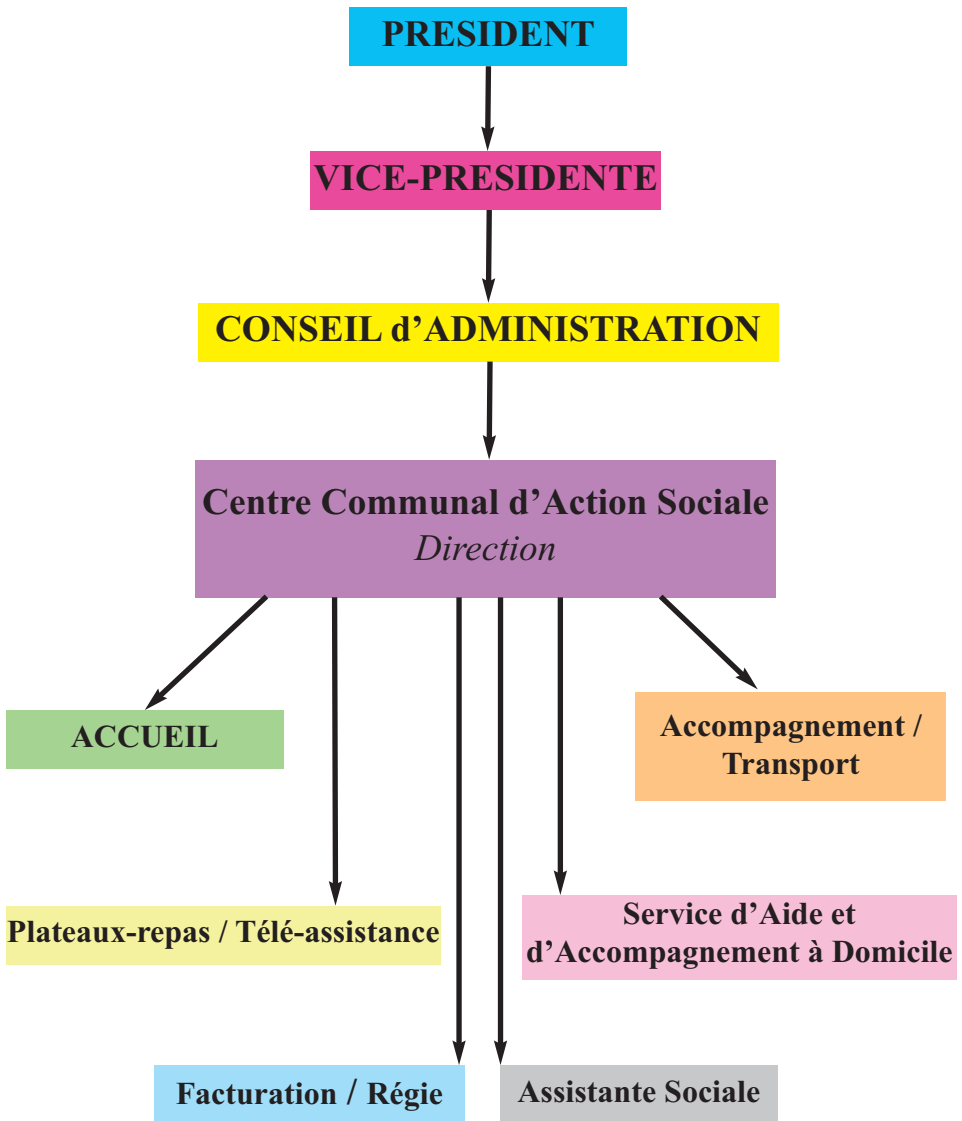 PRESIDENT
VICE-PRESIDENTE
CONSEIL d’ADMINISTRATION
Centre Communal d’Action Sociale
Direction
ACCUEIL
Accompagnement /
Transport
Plateaux-repas / Télé-assistance
Service d’Aide et
d’Accompagnement à Domicile
Facturation / Régie
Assistante Sociale